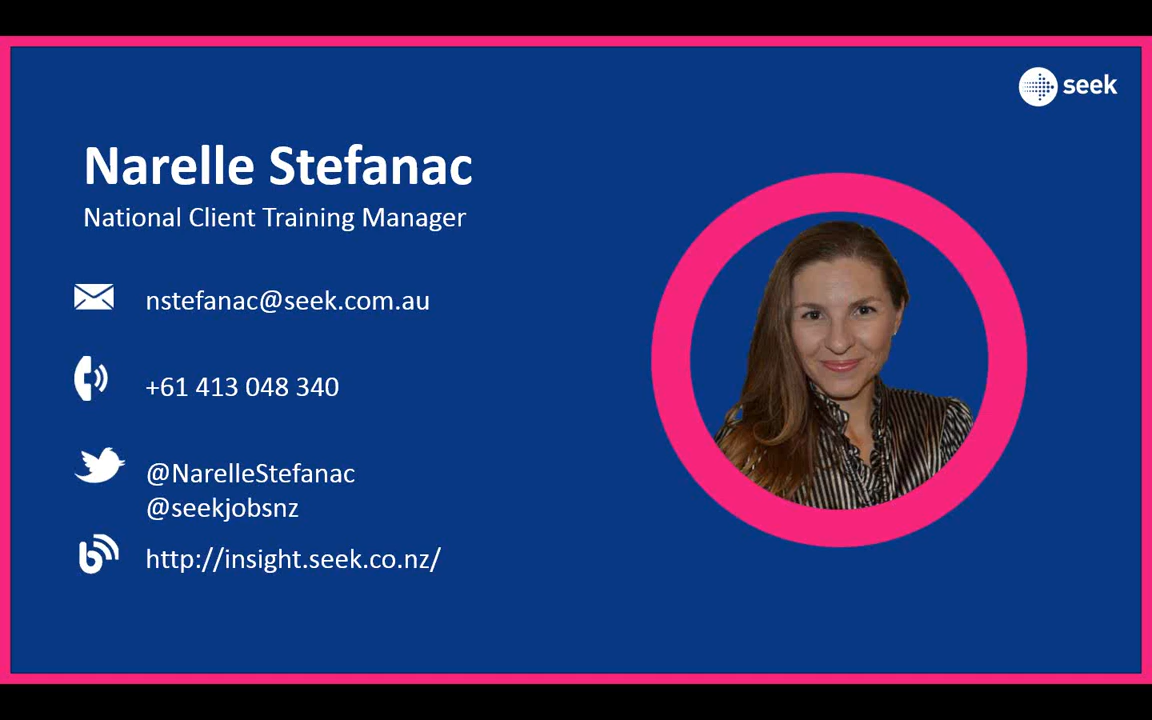 seek
Narelle Stefanac
National Client Training Manager
nstefanac@seek.com.au
+61 413 048 340
@NarelleStefanac
@seekjobsnz
http://insight.seek.co.nz/